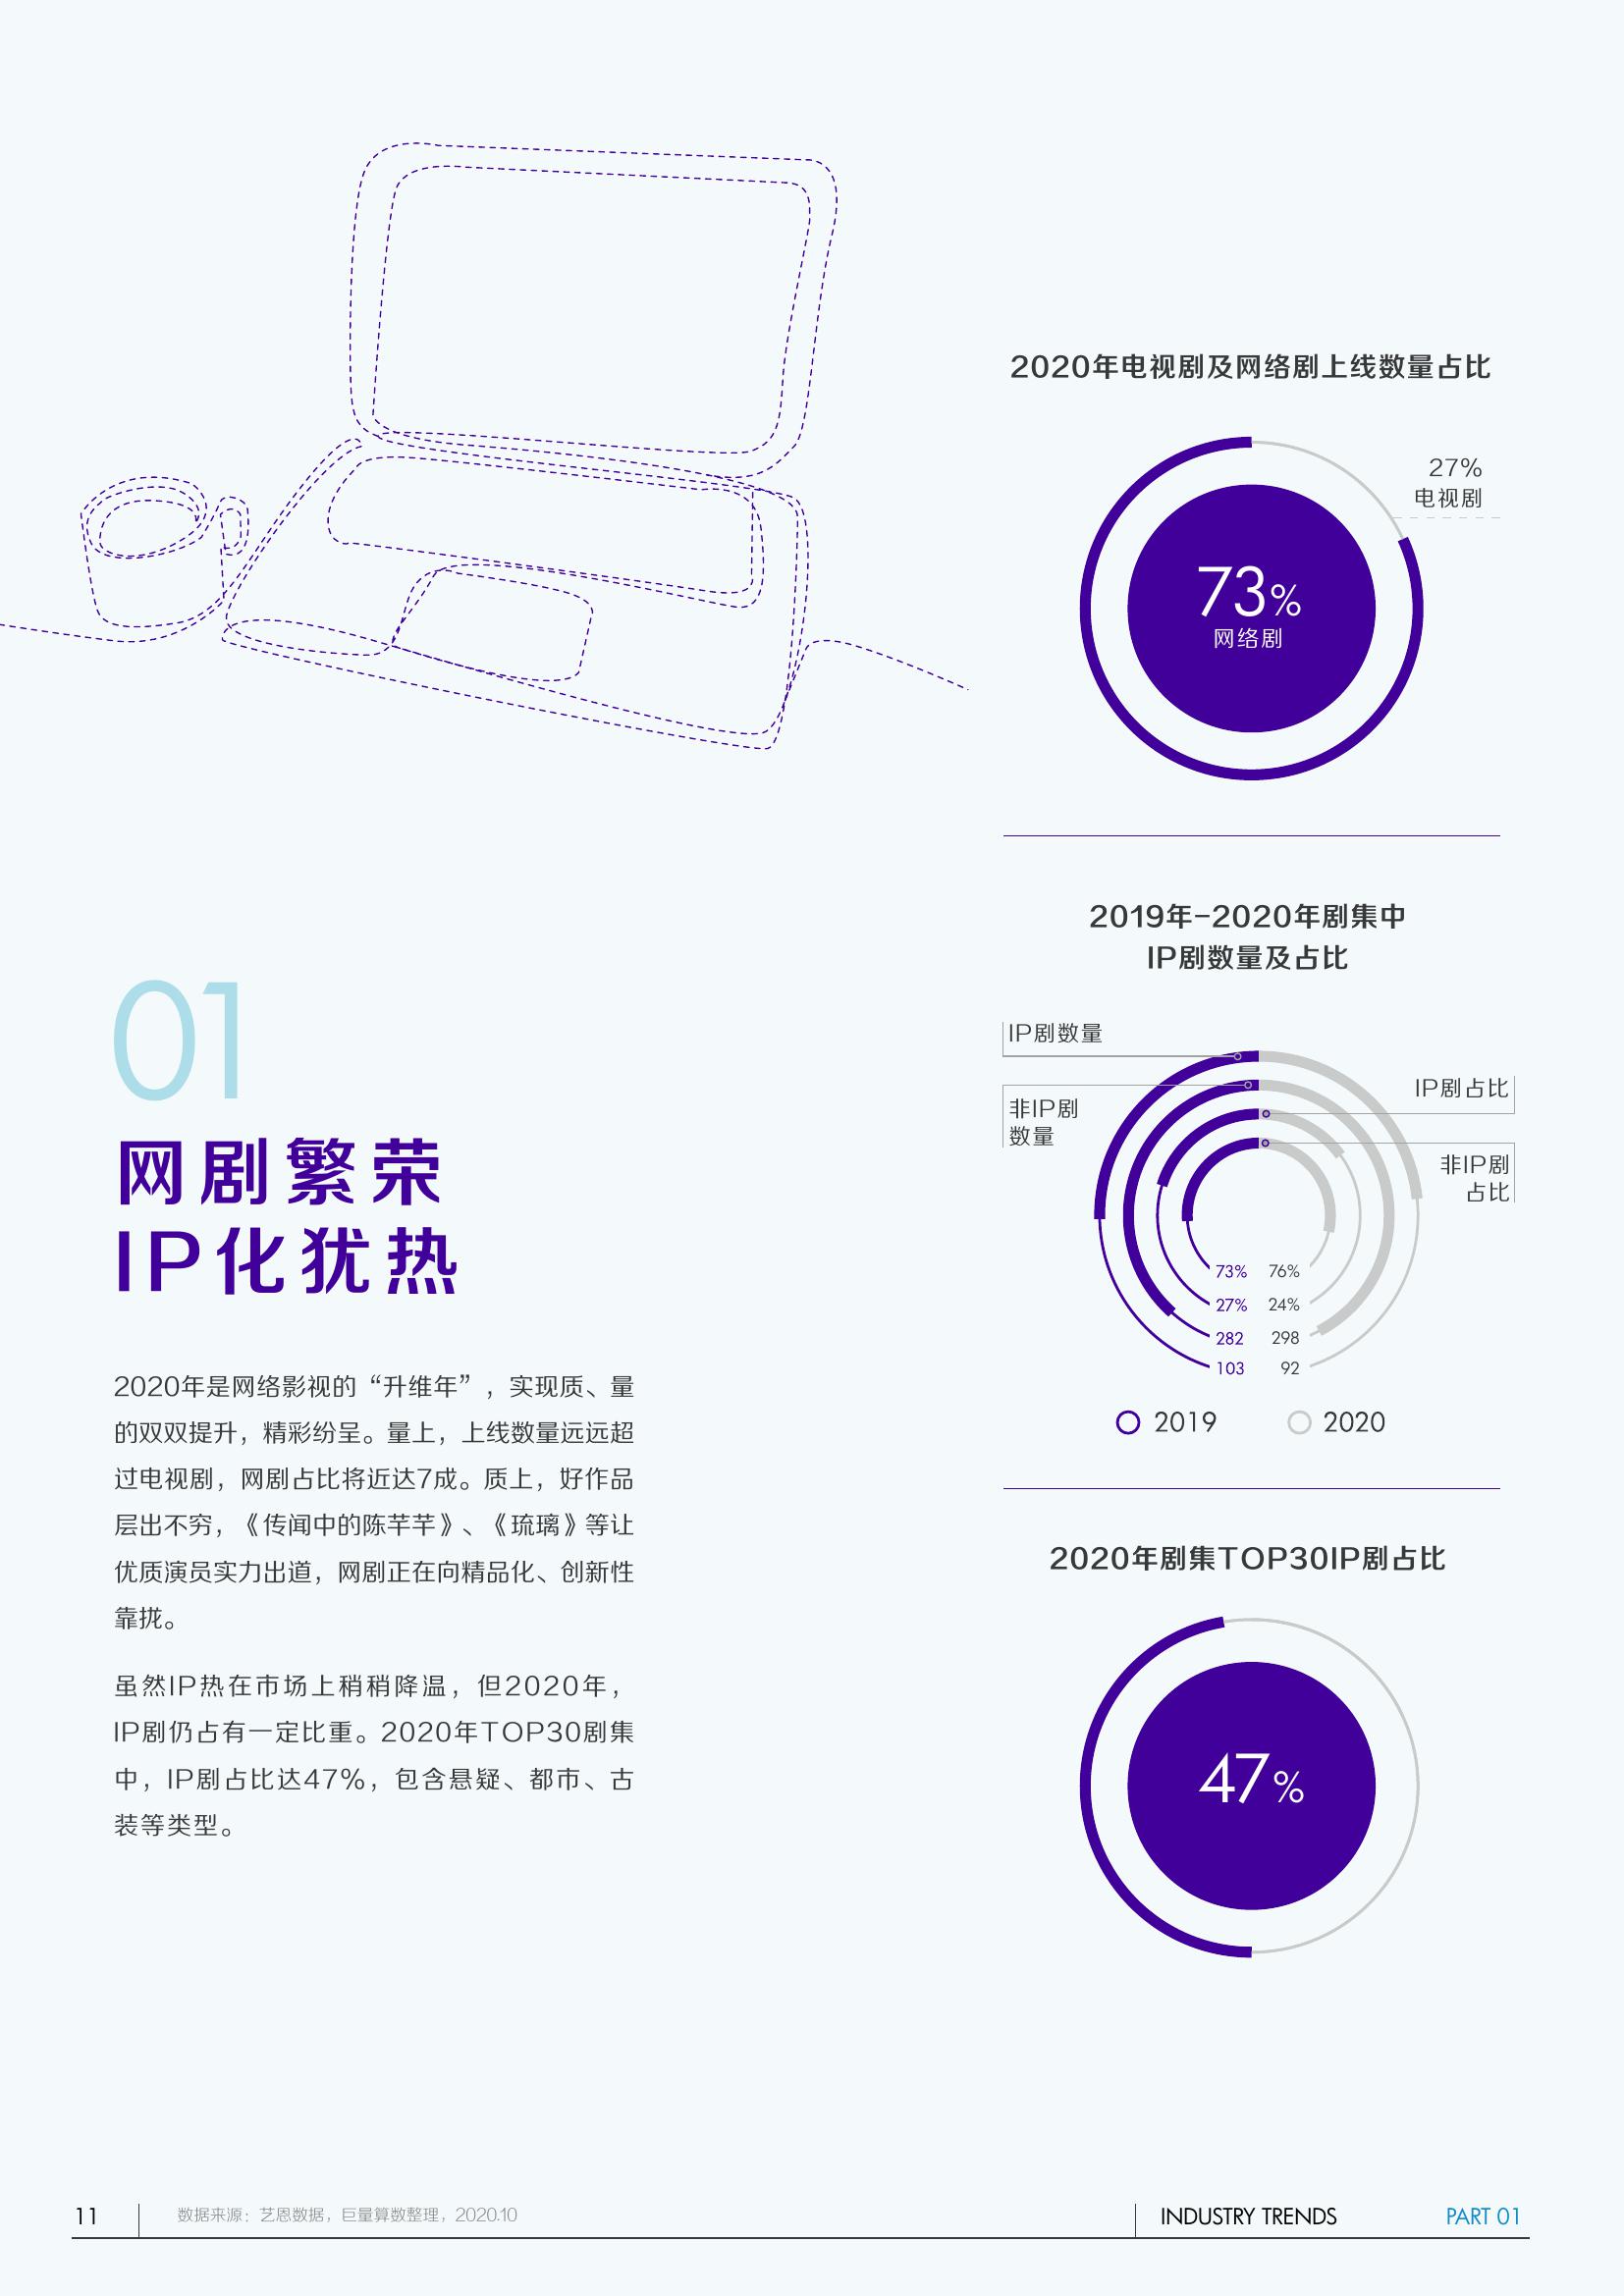 01
网剧繁荣
IP化犹热
2020年是网络影视的“升维年”，实现质、量
的双双提升，精彩纷呈。量上，上线数量远远超
过电视剧，网剧占比将近达7成。质上，好作品
层出不穷，《传闻中的陈芊芊》、《琉璃》等让
优质演员实力出道，网剧正在向精品化、创新性
靠拢。
虽然IP热在市场上稍稍降温，但2020年，
IP剧仍占有一定比重。2020年TOP30剧集
中，IP剧占比达47%，包含悬疑、都市、古
装等类型。
2020年电视剧及网络剧上线数量占比
27%
电视剧
73%
网络剧
2019年-2020年剧集中
IP剧数量及占比
IP剧数量
非IP剧
数量
IP剧占比
非IP剧
占比
73% 76%
27% 24%
282 298
103 92
2019 2020
2020年剧集TOP30IP剧占比
47%
11 数据来源：艺恩数据，巨量算数整理，2020.10 INDUSTRY TRENDS PART 01